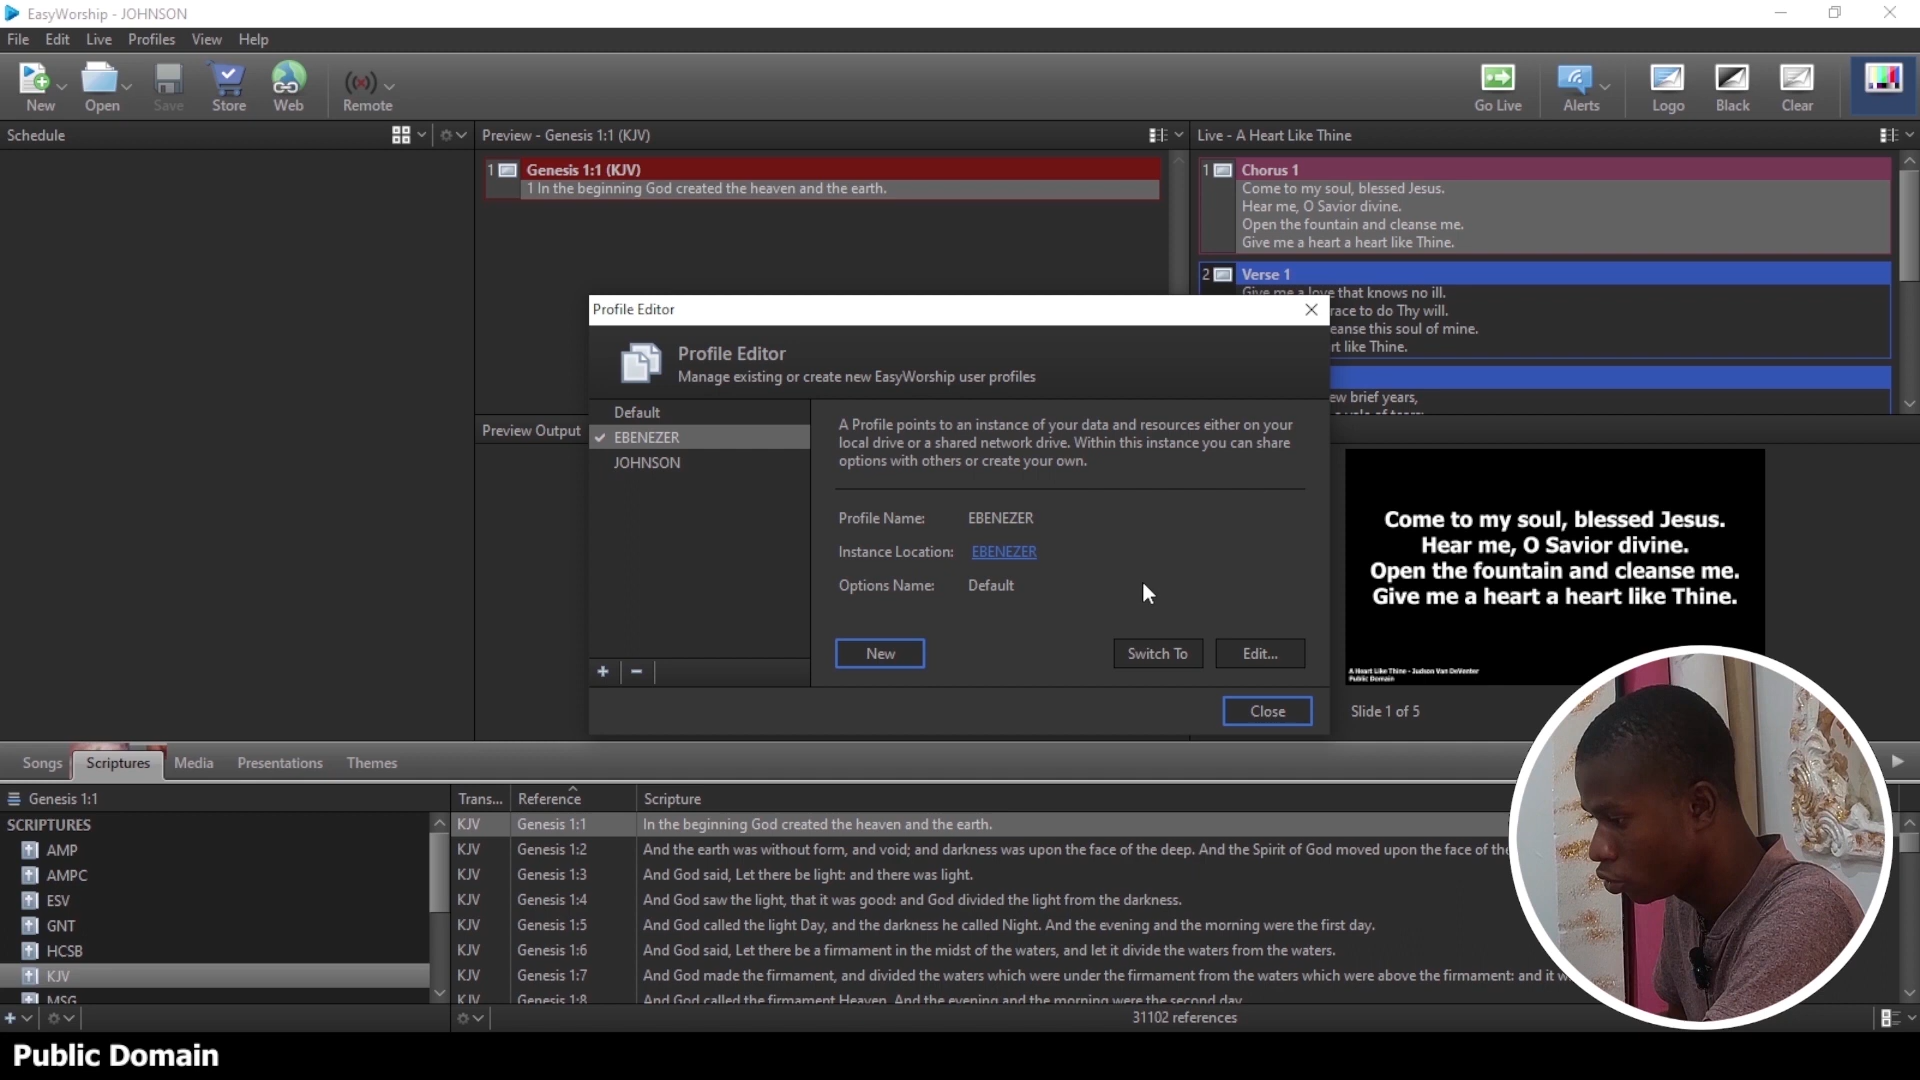 EasyWorship - JOHNSON
File Edit Live Profiles View Help
New Open Save Store Web Remote Go Live Alerts Logo Black Clear
Schedule
Preview - Genesis 1:1 (KJV)
1 Genesis 1:1 (KJV)
1 In the beginning God created the heaven and the earth.
Live - A Heart Like Thine
1 Chorus 1
Come to my soul, blessed Jesus.
Hear me, O Savior divine.
Open the fountain and cleanse me.
Give me a heart a heart like Thine.
2 Verse 1
Give me a love that knows no ill.
race to do Thy will.
eanse this soul of mine.
rt like Thine.
ew brief years,
Preview Output
Profile Editor
Profile Editor
Manage existing or create new EasyWorship user profiles
Default
EBENEZER
JOHNSON
A Profile points to an instance of your data and resources either on your
local drive or a shared network drive. Within this instance you can share
options with others or create your own.
Profile Name: EBENEZER
Instance Location: EBENEZER
Options Name: Default
New Switch To Edit...
Close
Come to my soul, blessed Jesus.
Hear me, O Savior divine.
Open the fountain and cleanse me.
Give me a heart a heart like Thine.
A Heart Like Thine - Judson Van DeVenter
Public Domain
Slide 1 of 5
Songs Scriptures Media Presentations Themes
Genesis 1:1
SCRIPTURES
AMP
AMPC
ESV
GNT
HCSB
KJV
MSG
Trans... Reference Scripture
KJV Genesis 1:1 In the beginning God created the heaven and the earth.
KJV Genesis 1:2 And the earth was without form, and void; and darkness was upon the face of the deep. And the Spirit of God moved upon the face of the
KJV Genesis 1:3 And God said, Let there be light: and there was light.
KJV Genesis 1:4 And God saw the light, that it was good: and God divided the light from the darkness.
KJV Genesis 1:5 And God called the light Day, and the darkness he called Night. And the evening and the morning were the first day.
KJV Genesis 1:6 And God said, Let there be a firmament in the midst of the waters, and let it divide the waters from the waters.
KJV Genesis 1:7 And God made the firmament, and divided the waters which were under the firmament from the waters which were above the firmament: and it w
KJV Genesis 1:8 And God called the firmament Heaven. And the evening and the morning were the second day
31102 references
Public Domain